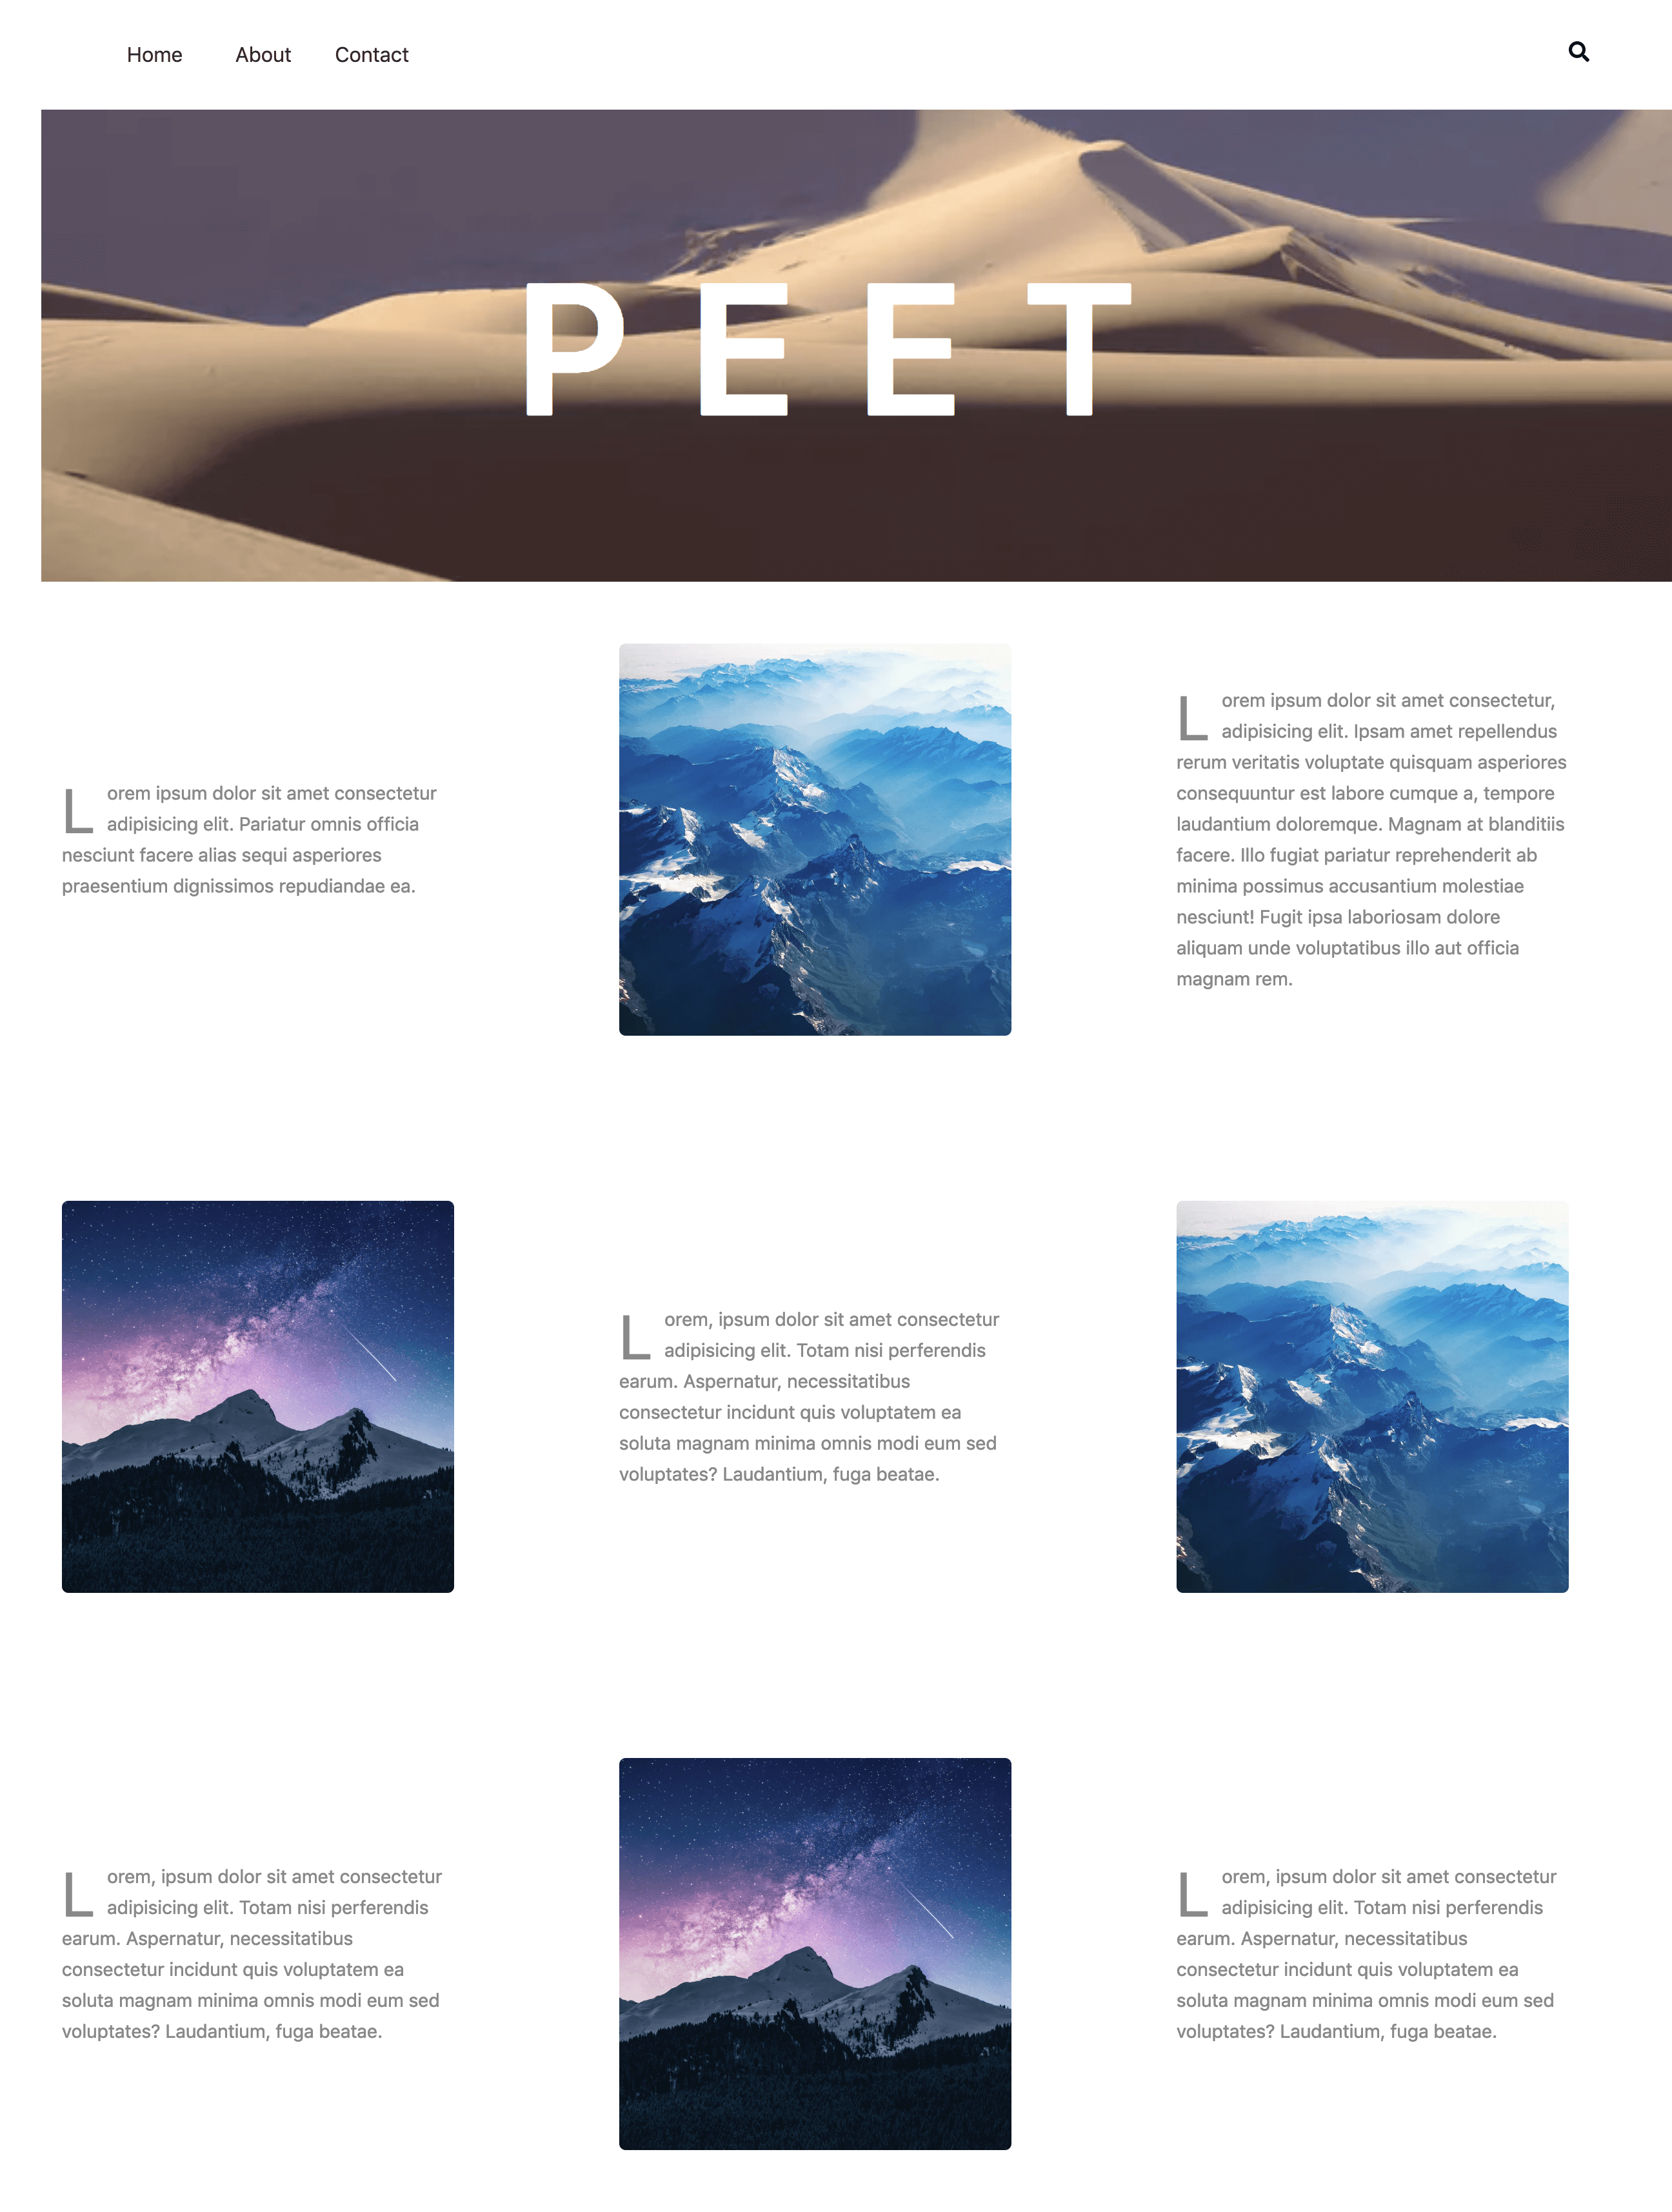 Home About Contact
PEET
Lorem ipsum dolor sit amet consectetur
adipisicing elit. Pariatur omnis officia
nesciunt facere alias sequi asperiores
praesentium dignissimos repudiandae ea.
Lorem ipsum dolor sit amet consectetur,
adipisicing elit. Ipsam amet repellendus
rerum veritatis voluptate quisquam asperiores
consequuntur est labore cumque a, tempore
laudantium doloremque. Magnam at blanditiis
facere. Illo fugiat pariatur reprehenderit ab
minima possimus accusantium molestiae
nesciunt! Fugit ipsa laboriosam dolore
aliquam unde voluptatibus illo aut officia
magnam rem.
Lorem, ipsum dolor sit amet consectetur
adipisicing elit. Totam nisi perferendis
earum. Aspernatur, necessitatibus
consectetur incidunt quis voluptatem ea
soluta magnam minima omnis modi eum sed
voluptates? Laudantium, fuga beatae.
Lorem, ipsum dolor sit amet consectetur
adipisicing elit. Totam nisi perferendis
earum. Aspernatur, necessitatibus
consectetur incidunt quis voluptatem ea
soluta magnam minima omnis modi eum sed
voluptates? Laudantium, fuga beatae.
Lorem, ipsum dolor sit amet consectetur
adipisicing elit. Totam nisi perferendis
earum. Aspernatur, necessitatibus
consectetur incidunt quis voluptatem ea
soluta magnam minima omnis modi eum sed
voluptates? Laudantium, fuga beatae.